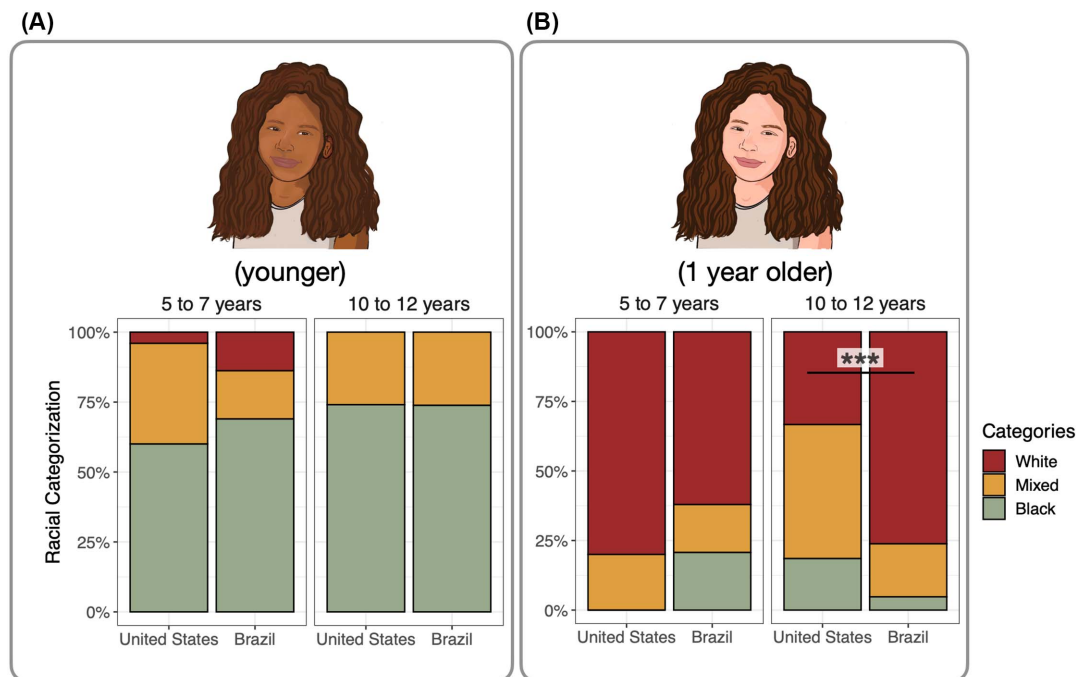 (A)
(younger)
5 to 7 years
10 to 12 years
Racial Categorization
100%
75%
50%
25%
0%
United States
Brazil
United States
Brazil
(B)
(1 year older)
5 to 7 years
10 to 12 years
100%
75%
50%
25%
0%
***
United States
Brazil
United States
Brazil
Categories
White
Mixed
Black